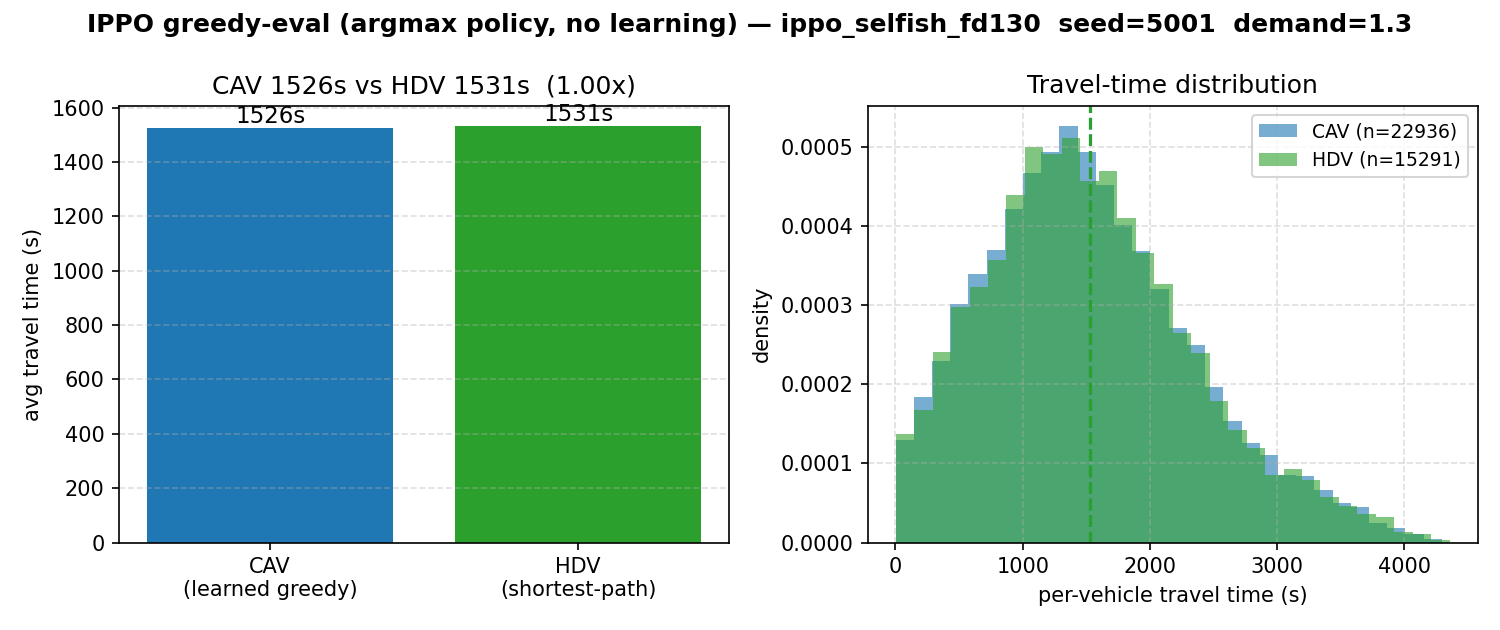 IPPO greedy-eval (argmax policy, no learning) — ippo_selfish_fd130  seed=5001  demand=1.3
CAV 1526s vs HDV 1531s  (1.00x)
avg travel time (s)
1600
1400
1200
1000
800
600
400
200
0
1526s
1531s
CAV
(learned greedy)
HDV
(shortest-path)
Travel-time distribution
density
0.0005
0.0004
0.0003
0.0002
0.0001
0.0000
CAV (n=22936)
HDV (n=15291)
0
1000
2000
3000
4000
per-vehicle travel time (s)